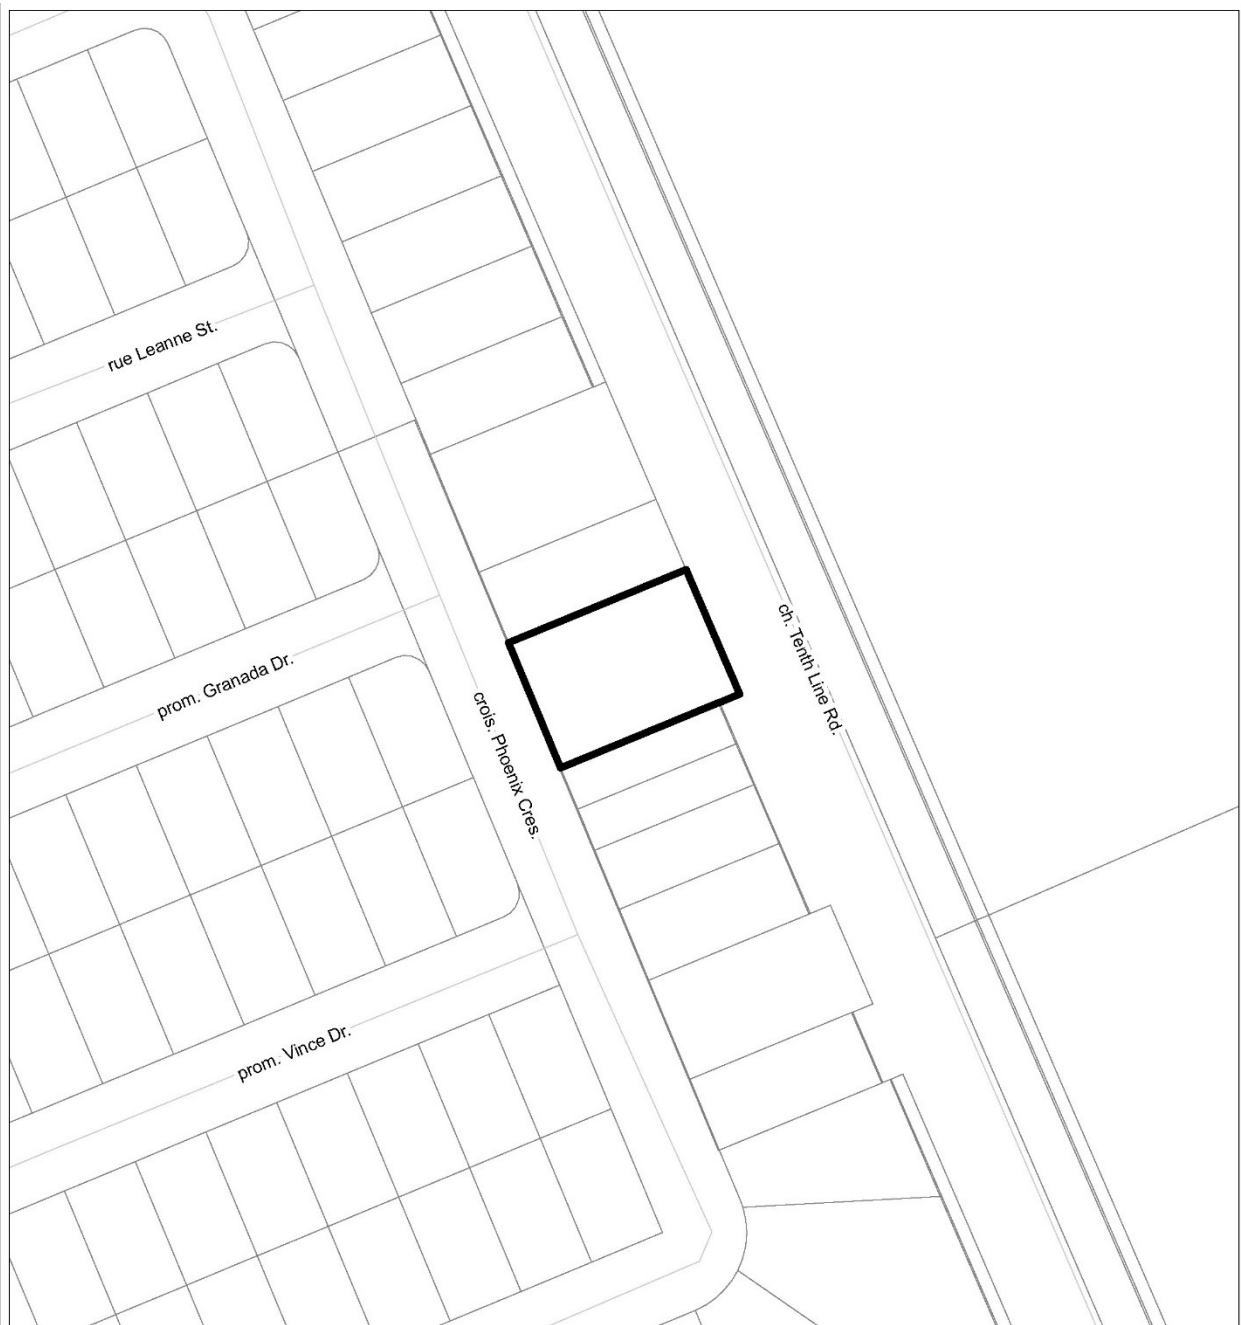 rue Leanne St.
prom. Granada Dr.
crois. Phoenix Cres.
ch. Tenth Line Rd.
prom. Vince Dr.